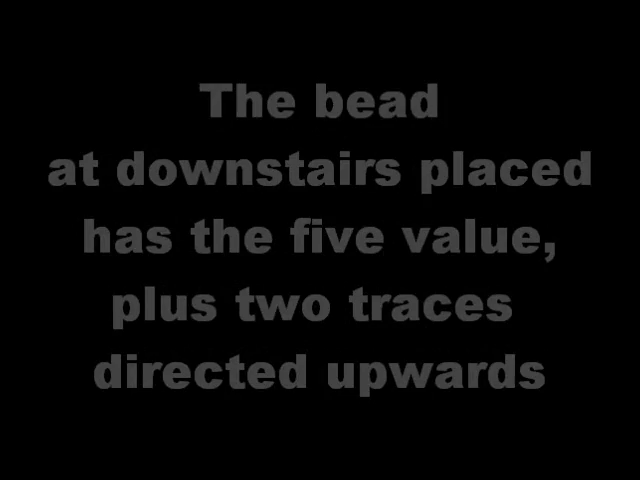 The bead
at downstairs placed
has the five value,
plus two traces
directed upwards